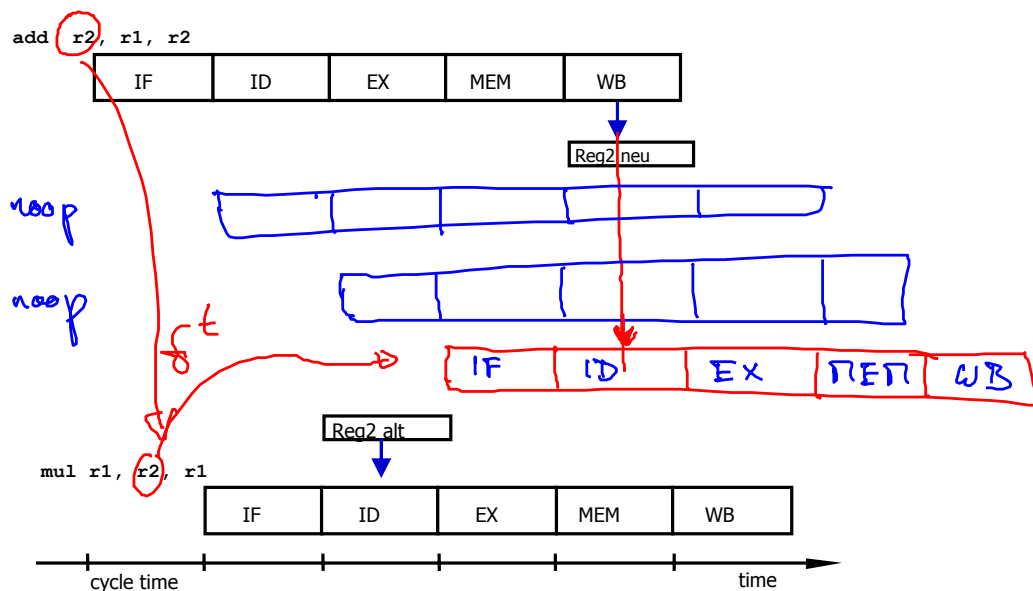 add r2, r1, r2
IF ID EX MEM WB
Reg2 neu
noop
noop
δt
IF ID EX MEM WB
Reg2 alt
mul r1, r2, r1
IF ID EX MEM WB
cycle time time